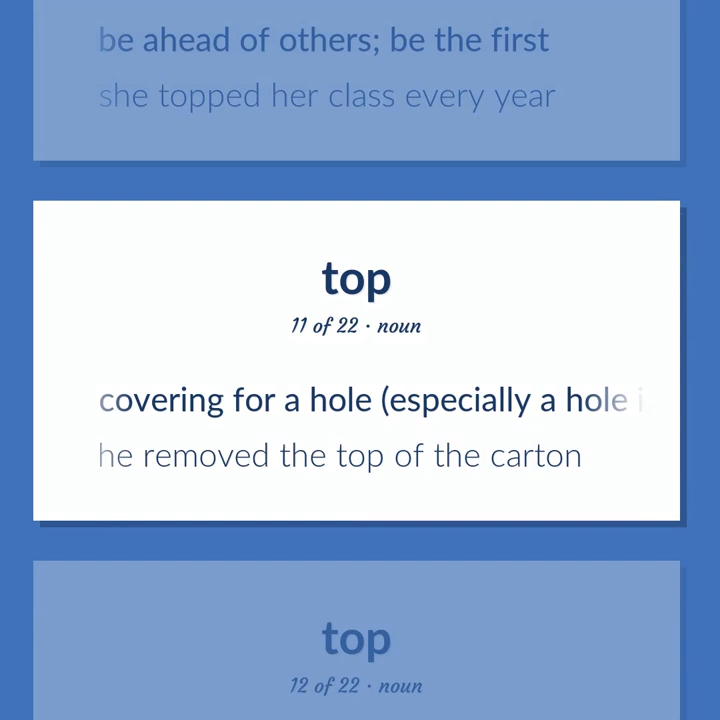 be ahead of others; be the first
she topped her class every year
top
11 of 22 · noun
covering for a hole (especially a hole
he removed the top of the carton
top
12 of 22 · noun